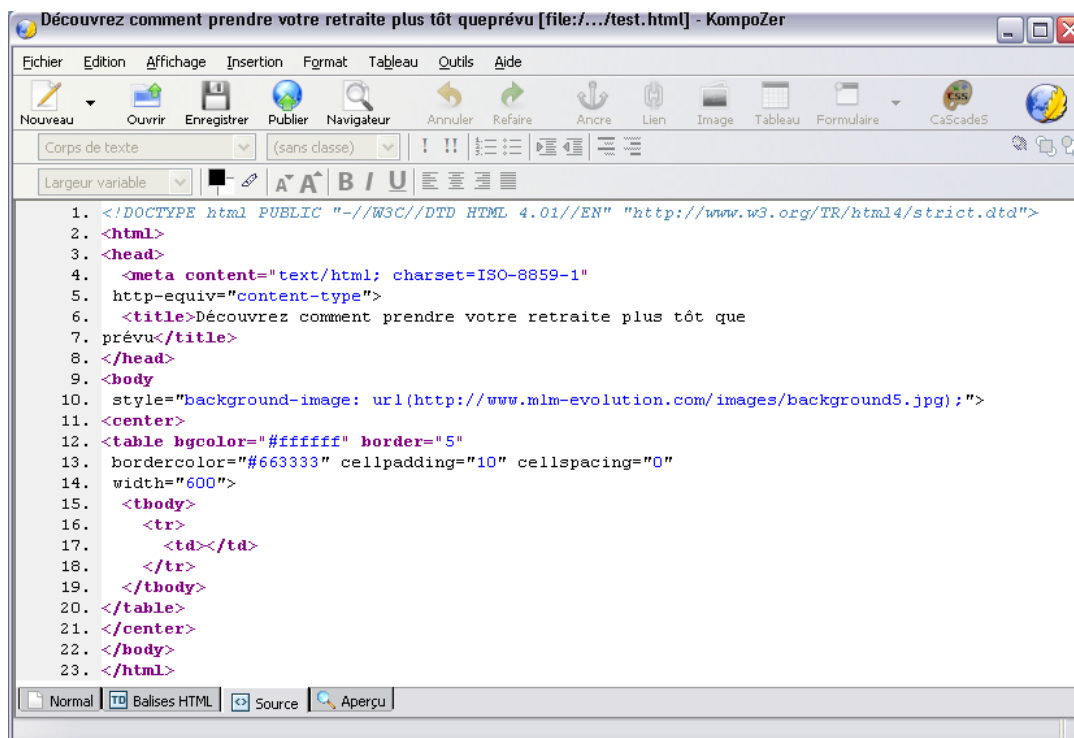 Découvrez comment prendre votre retraite plus tôt queprévu [file:/.../test.html] - KompoZer
Fichier Edition Affichage Insertion Format Tableau Outils Aide
Nouveau Ouvrir Enregistrer Publier Navigateur Annuler Refaire Ancre Lien Image Tableau Formulaire CaScadeS
Corps de texte (sans classe) ! !!
Largeur variable A A B I U
1. <!DOCTYPE html PUBLIC "-//W3C//DTD HTML 4.01//EN" "http://www.w3.org/TR/html4/strict.dtd">
2. <html>
3. <head>
4. <meta content="text/html; charset=ISO-8859-1"
5. http-equiv="content-type">
6. <title>Découvrez comment prendre votre retraite plus tôt que
7. prévu</title>
8. </head>
9. <body
10. style="background-image: url(http://www.mlm-evolution.com/images/background5.jpg);">
11. <center>
12. <table bgcolor="#ffffff" border="5"
13. bordercolor="#663333" cellpadding="10" cellspacing="0"
14. width="600">
15. <tbody>
16. <tr>
17. <td></td>
18. </tr>
19. </tbody>
20. </table>
21. </center>
22. </body>
23. </html>
Normal TD Balises HTML Source Aperçu